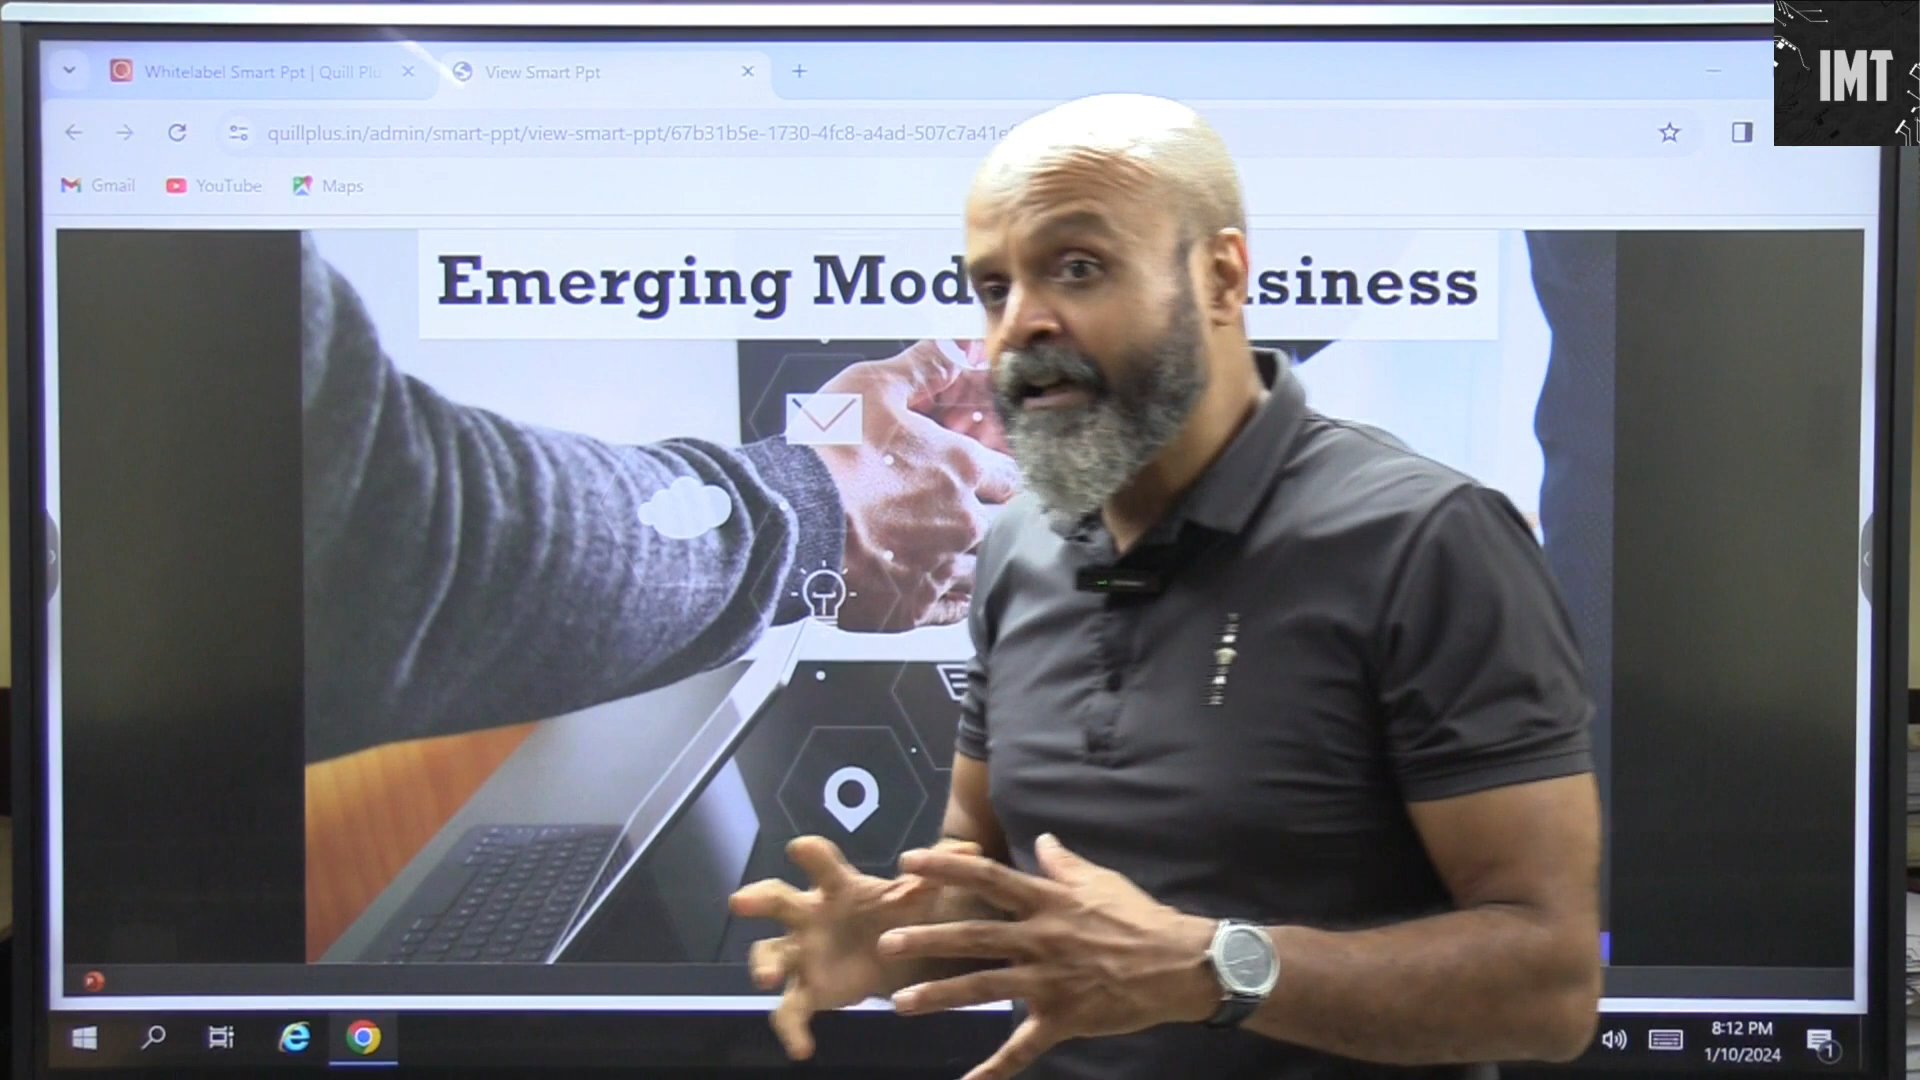 IMT
Whitelabel Smart Ppt | Quill Plu
View Smart Ppt
quillplus.in/admin/smart-ppt/view-smart-ppt/67b31b5e-1730-4fc8-a4ad-507c7a41e
Gmail
YouTube
Maps
Emerging Mod siness
8:12 PM
1/10/2024
1